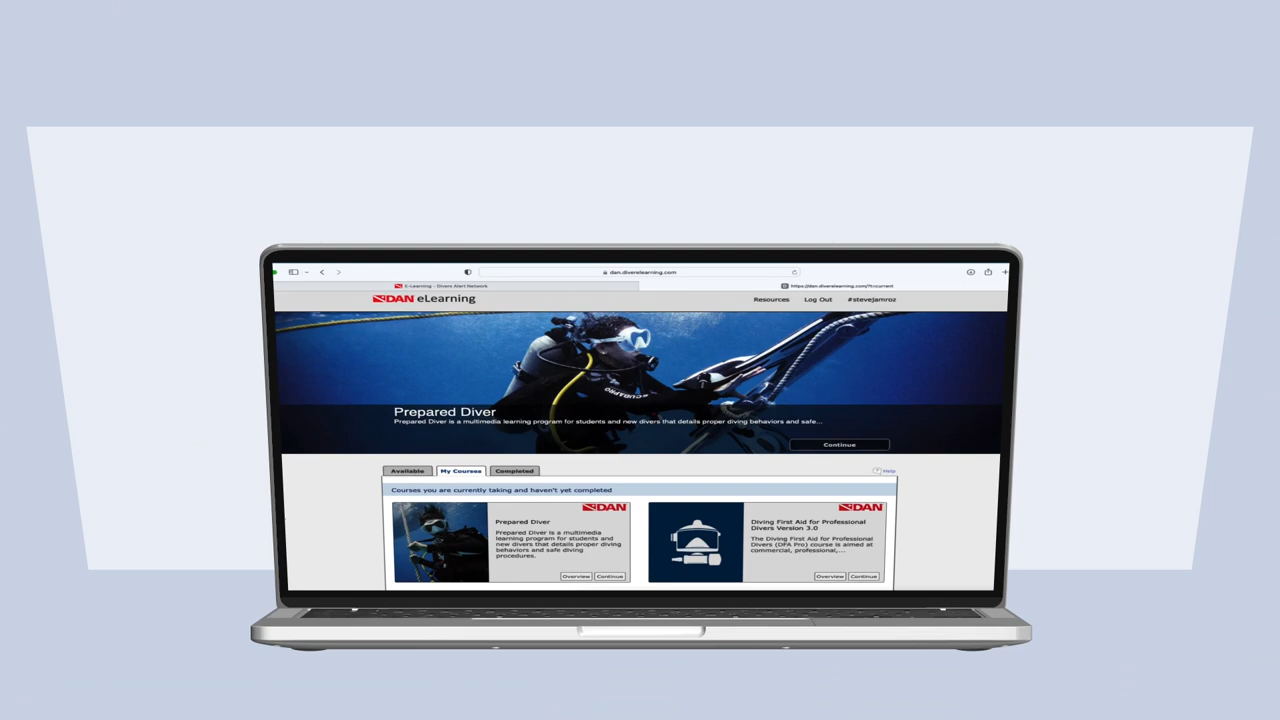 dan.diverelearning.com
E-Learning - Divers Alert Network
https://dan.diverelearning.com/?t=current
DAN eLearning
Resources
Log Out
#stevejamroz
SCUBAPRO
Prepared Diver
Prepared Diver is a multimedia learning program for students and new divers that details proper diving behaviors and safe...
Continue
Available
My Courses
Completed
? Help
Courses you are currently taking and haven't yet completed
DAN
Prepared Diver
Prepared Diver is a multimedia
learning program for students and
new divers that details proper diving
behaviors and safe diving
procedures.
Overview
Continue
DAN
Diving First Aid for Professional
Divers Version 3.0
The Diving First Aid for Professional
Divers (DFA Pro) course is aimed at
commercial, professional,...
Overview
Continue